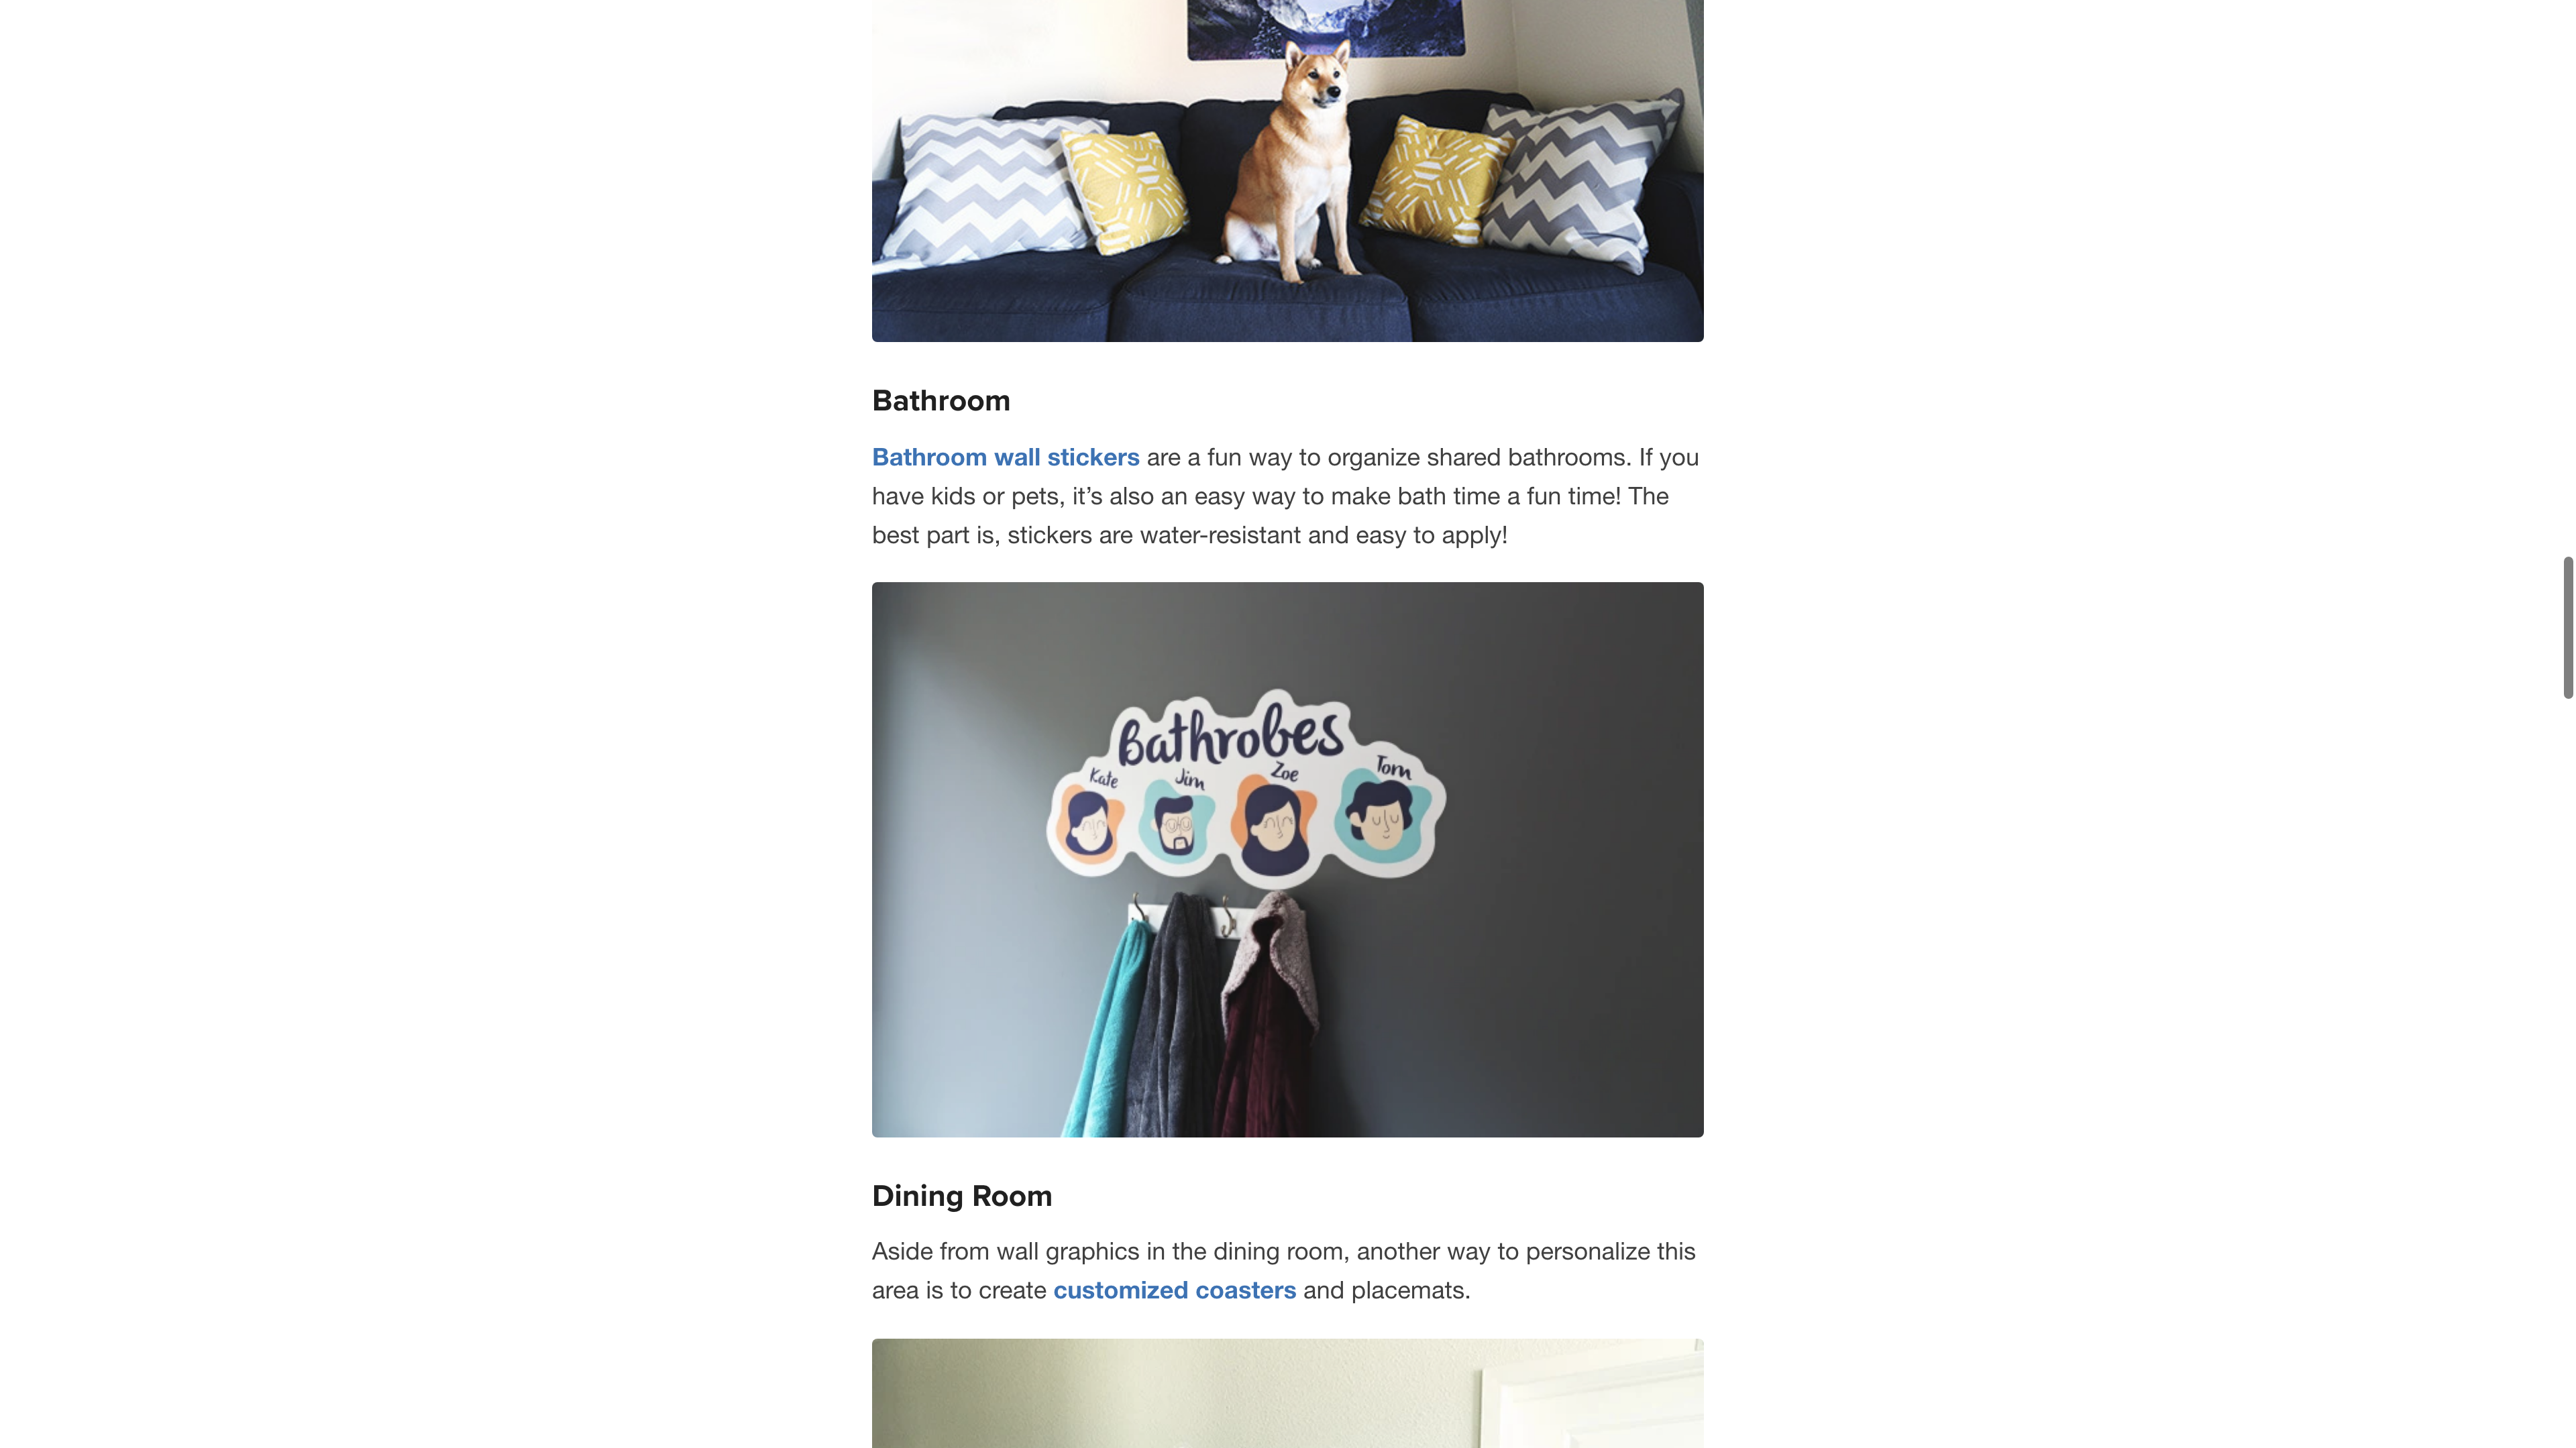 Bathroom
Bathroom wall stickers are a fun way to organize shared bathrooms. If you
have kids or pets, it’s also an easy way to make bath time a fun time! The
best part is, stickers are water-resistant and easy to apply!
Bathrobes
Kate Jim Zoe Tom
Dining Room
Aside from wall graphics in the dining room, another way to personalize this
area is to create customized coasters and placemats.